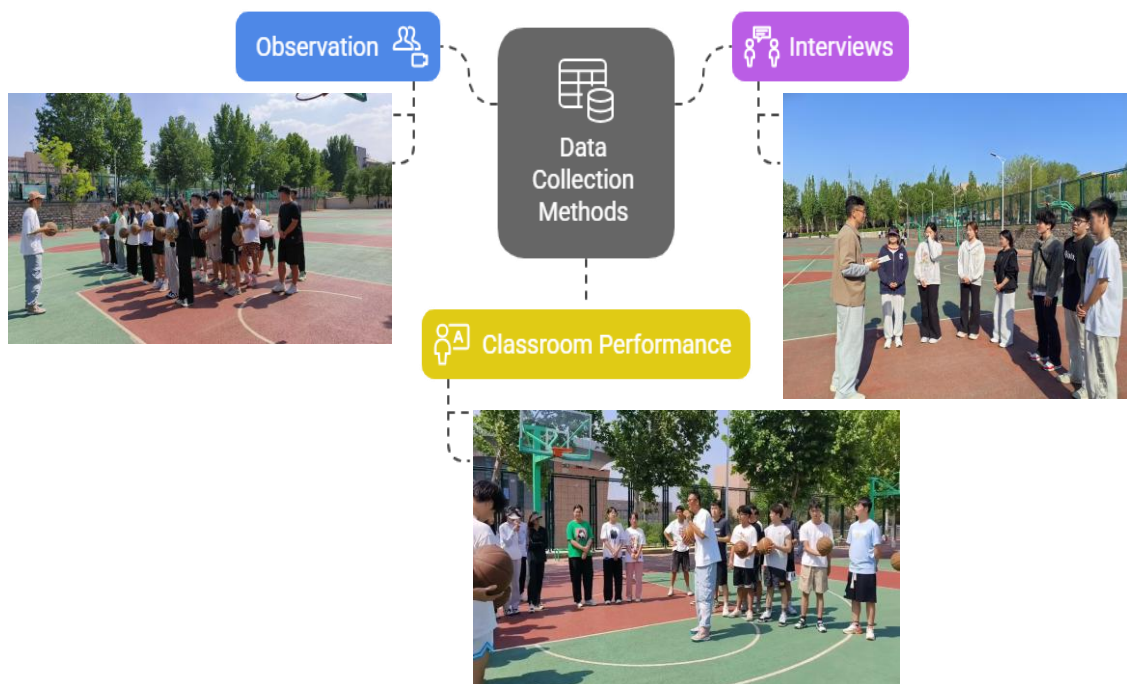 Observation
Interviews
Data
Collection
Methods
A
Classroom Performance